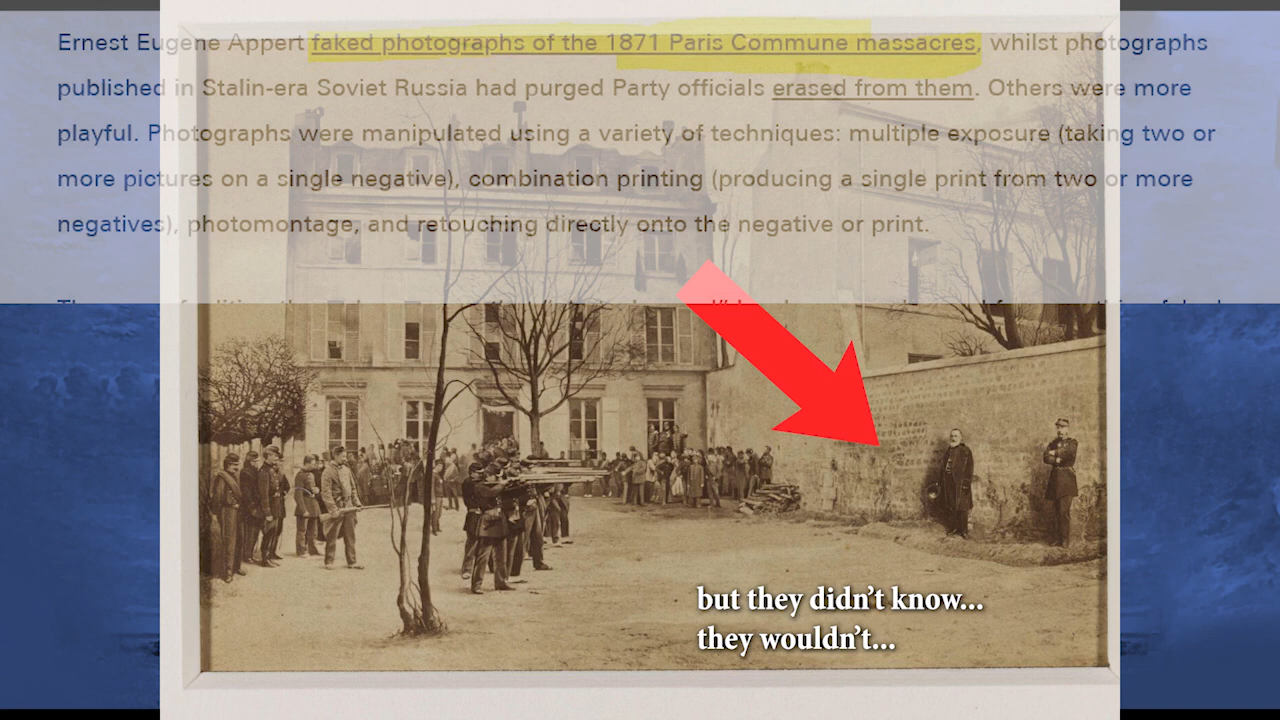 Ernest Eugene Appert faked photographs of the 1871 Paris Commune massacres, whilst photographs
published in Stalin-era Soviet Russia had purged Party officials erased from them. Others were more
playful. Photographs were manipulated using a variety of techniques: multiple exposure (taking two or
more pictures on a single negative), combination printing (producing a single print from two or more
negatives), photomontage, and retouching directly onto the negative or print.
but they didn’t know...
they wouldn’t...